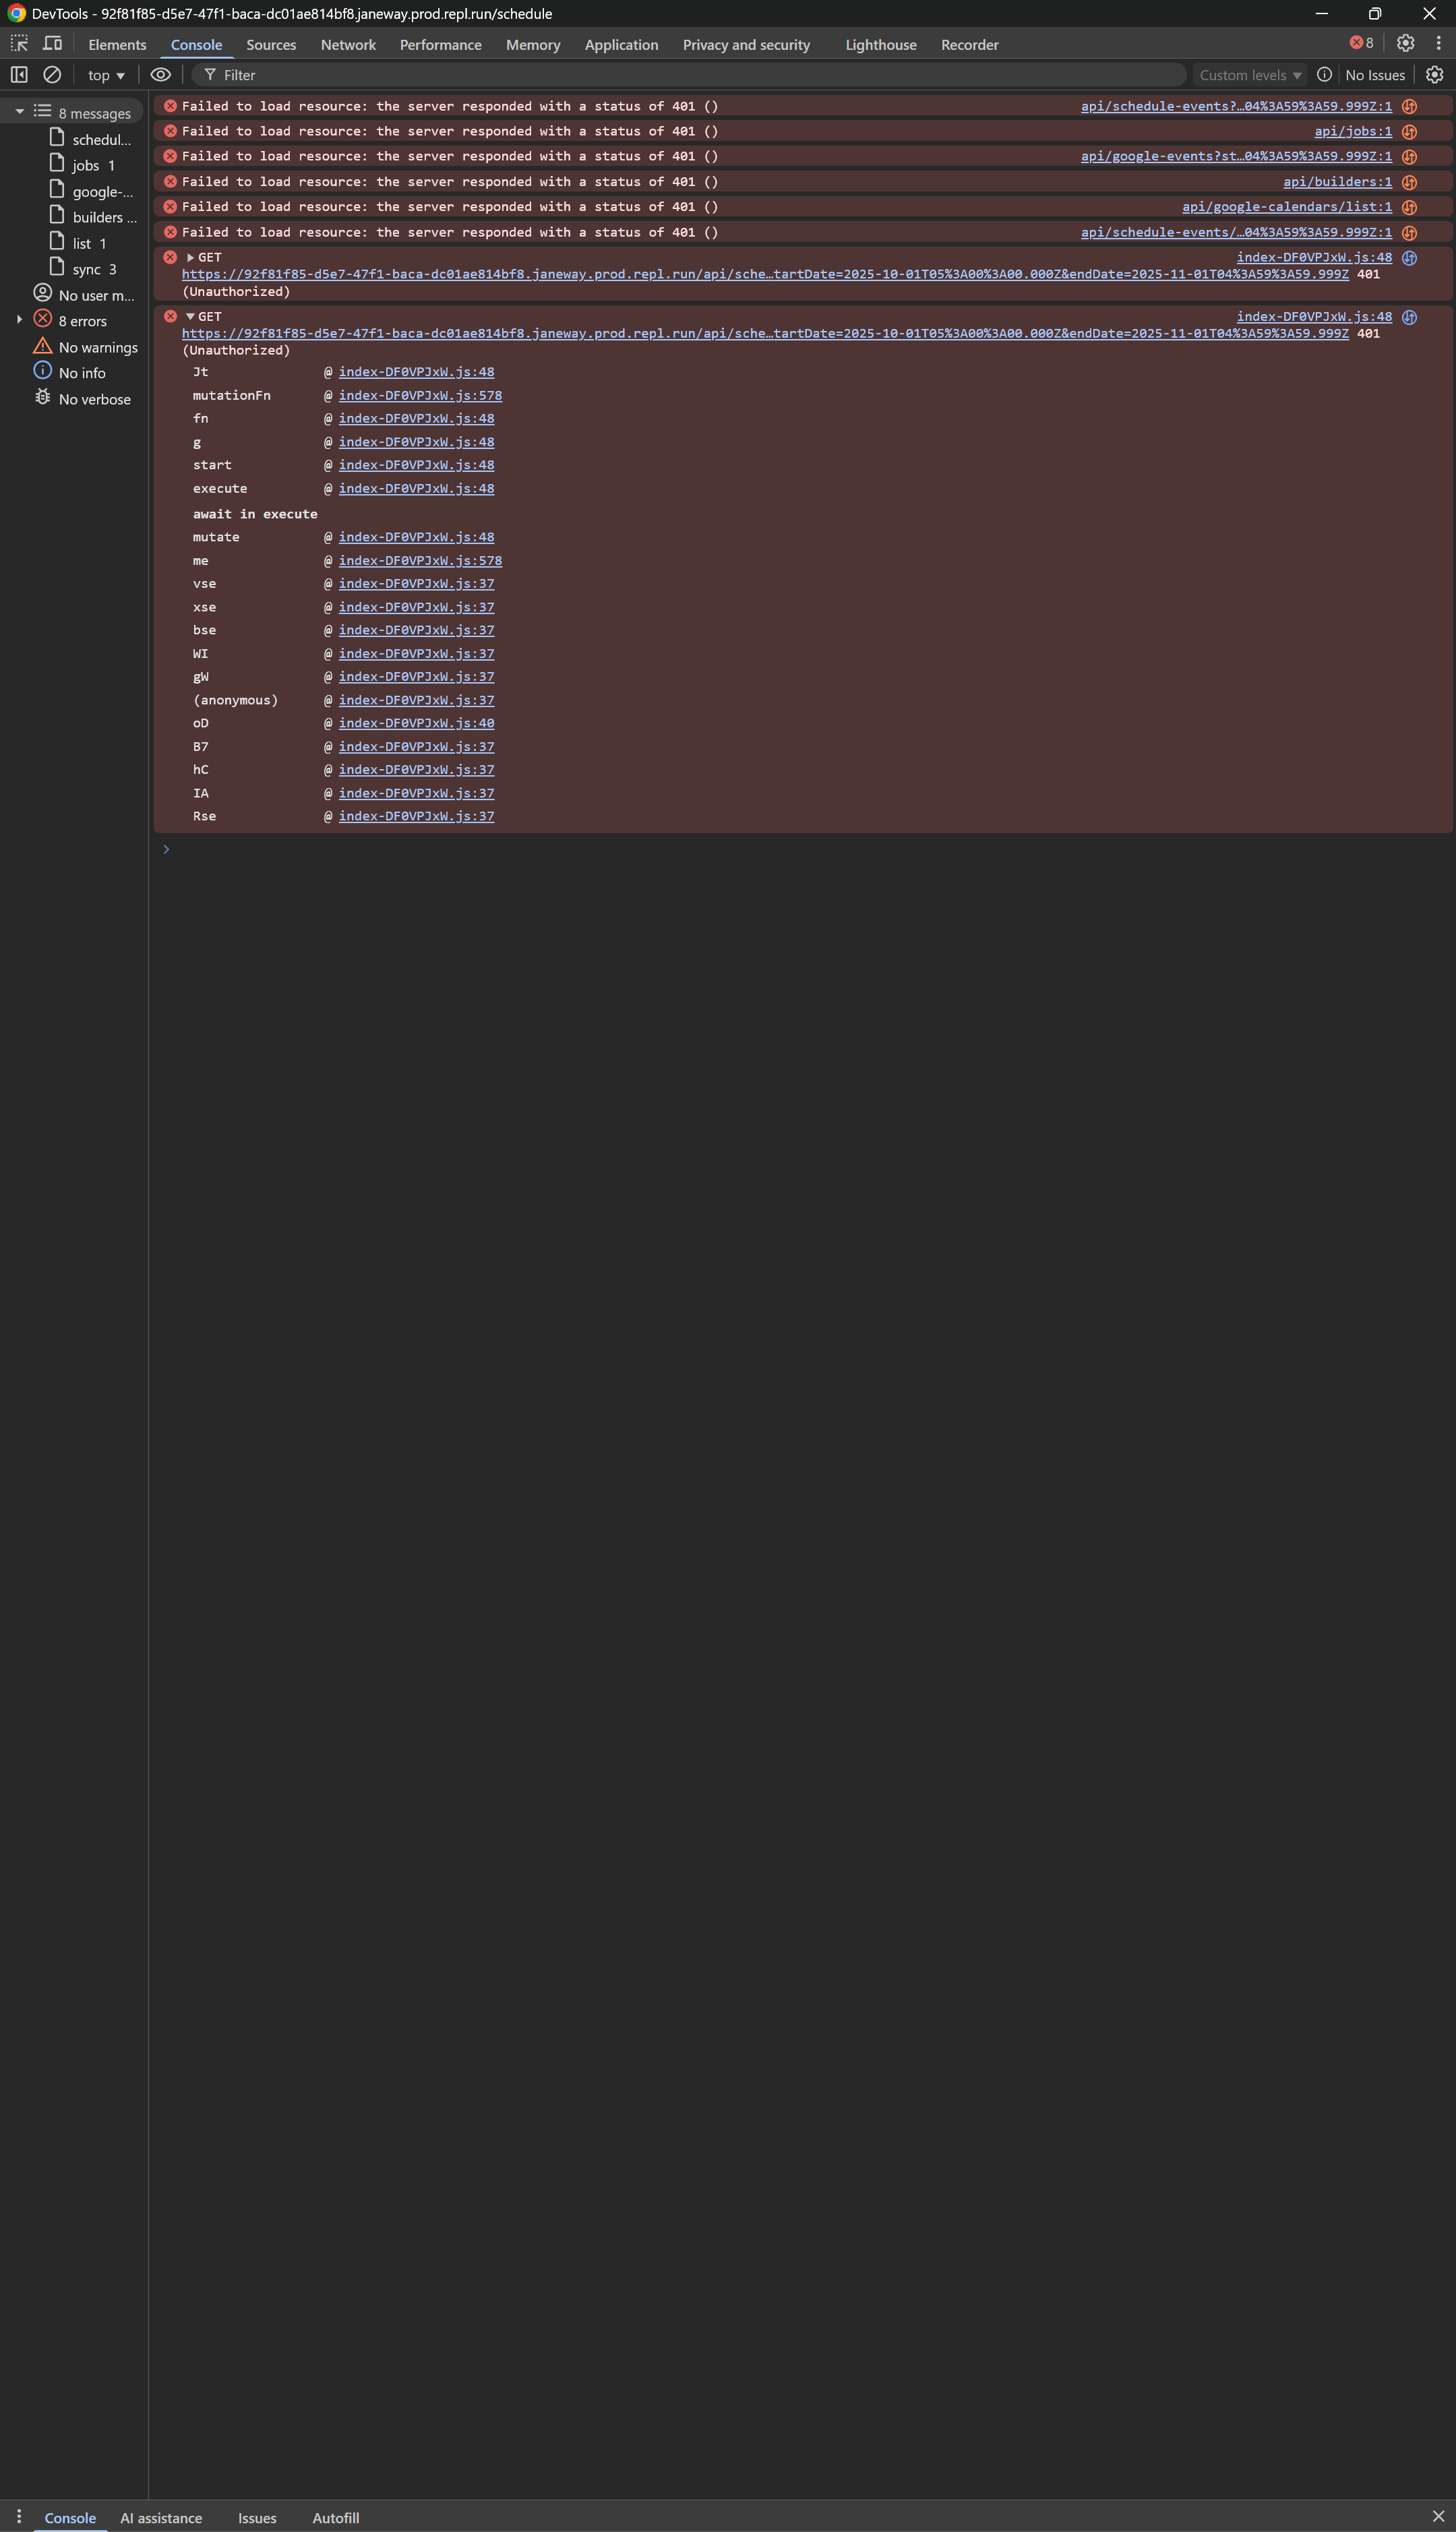 DevTools - 92f81f85-d5e7-47f1-baca-dc01ae814bf8.janeway.prod.repl.run/schedule
Elements Console Sources Network Performance Memory Application Privacy and security Lighthouse Recorder 8
top Filter Custom levels No Issues
8 messages
schedul...
jobs 1
google-...
builders ...
list 1
sync 3
No user m...
8 errors
No warnings
No info
No verbose
Failed to load resource: the server responded with a status of 401 () api/schedule-events?…04%3A59%3A59.999Z:1
Failed to load resource: the server responded with a status of 401 () api/jobs:1
Failed to load resource: the server responded with a status of 401 () api/google-events?st…04%3A59%3A59.999Z:1
Failed to load resource: the server responded with a status of 401 () api/builders:1
Failed to load resource: the server responded with a status of 401 () api/google-calendars/list:1
Failed to load resource: the server responded with a status of 401 () api/schedule-events/…04%3A59%3A59.999Z:1
GET index-DF0VPJxW.js:48
https://92f81f85-d5e7-47f1-baca-dc01ae814bf8.janeway.prod.repl.run/api/sche…tartDate=2025-10-01T05%3A00%3A00.000Z&endDate=2025-11-01T04%3A59%3A59.999Z 401
(Unauthorized)
GET index-DF0VPJxW.js:48
https://92f81f85-d5e7-47f1-baca-dc01ae814bf8.janeway.prod.repl.run/api/sche…tartDate=2025-10-01T05%3A00%3A00.000Z&endDate=2025-11-01T04%3A59%3A59.999Z 401
(Unauthorized)
Jt @ index-DF0VPJxW.js:48
mutationFn @ index-DF0VPJxW.js:578
fn @ index-DF0VPJxW.js:48
g @ index-DF0VPJxW.js:48
start @ index-DF0VPJxW.js:48
execute @ index-DF0VPJxW.js:48
await in execute
mutate @ index-DF0VPJxW.js:48
me @ index-DF0VPJxW.js:578
vse @ index-DF0VPJxW.js:37
xse @ index-DF0VPJxW.js:37
bse @ index-DF0VPJxW.js:37
WI @ index-DF0VPJxW.js:37
gW @ index-DF0VPJxW.js:37
(anonymous) @ index-DF0VPJxW.js:37
oD @ index-DF0VPJxW.js:40
B7 @ index-DF0VPJxW.js:37
hC @ index-DF0VPJxW.js:37
IA @ index-DF0VPJxW.js:37
Rse @ index-DF0VPJxW.js:37
Console AI assistance Issues Autofill